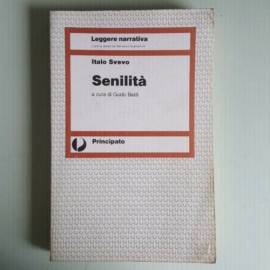 Leggere narrativa
Italo Svevo
Senilità
a cura di Guido Baldi
Principato